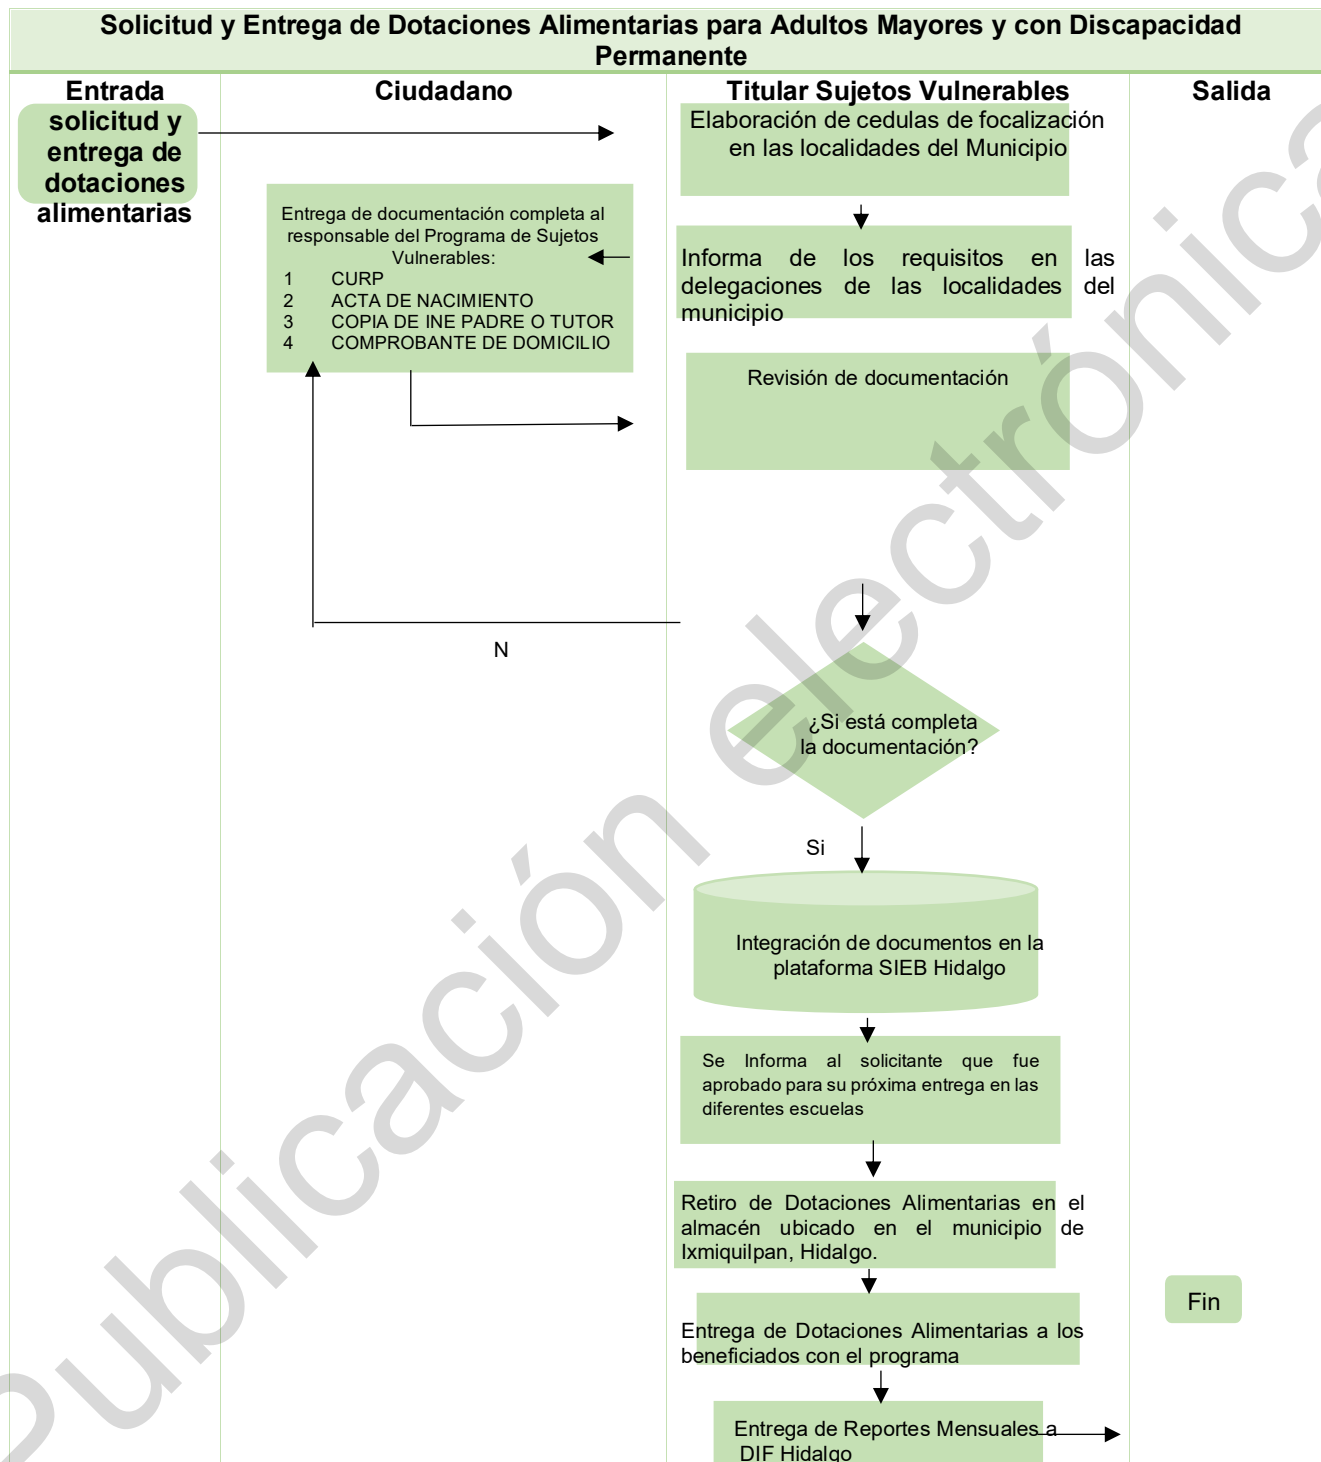 Solicitud y Entrega de Dotaciones Alimentarias para Adultos Mayores y con Discapacidad
Permanente
Entrada
Ciudadano
Titular Sujetos Vulnerables
Salida
solicitud y
entrega de
dotaciones
alimentarias
Elaboración de cedulas de focalización
en las localidades del Municipio
Entrega de documentación completa al
responsable del Programa de Sujetos
Vulnerables:
1 CURP
2 ACTA DE NACIMIENTO
3 COPIA DE INE PADRE O TUTOR
4 COMPROBANTE DE DOMICILIO
Informa de los requisitos en las
delegaciones de las localidades del
municipio
Revisión de documentación
N
¿Si está completa
la documentación?
Si
Integración de documentos en la
plataforma SIEB Hidalgo
Se Informa al solicitante que fue
aprobado para su próxima entrega en las
diferentes escuelas
Retiro de Dotaciones Alimentarias en el
almacén ubicado en el municipio de
Ixmiquilpan, Hidalgo.
Fin
Entrega de Dotaciones Alimentarias a los
beneficiados con el programa
Entrega de Reportes Mensuales a
DIF Hidalgo
Publicación electrónica